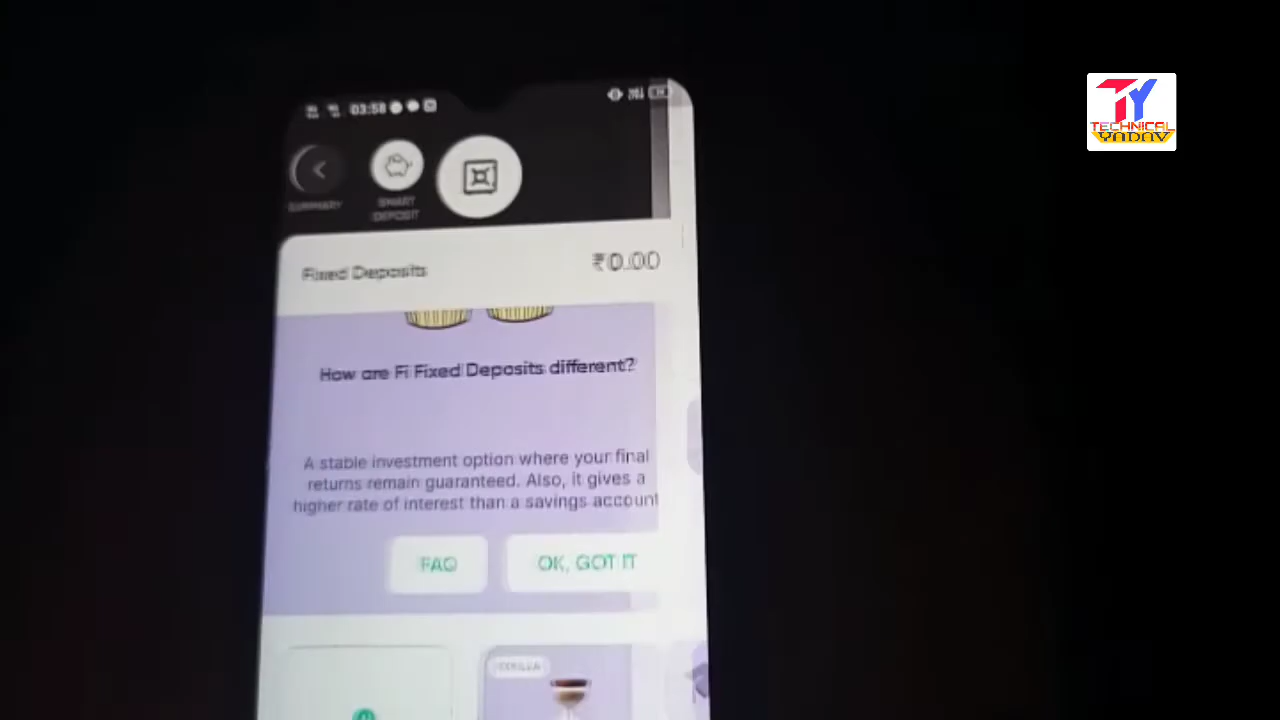 03:58
TECHNICAL
YADAV
SUMMARY
SMART
DEPOSIT
Fixed Deposits
₹0.00
How are Fi Fixed Deposits different?
A stable investment option where your final
returns remain guaranteed. Also, it gives a
higher rate of interest than a savings account
FAQ
OK, GOT IT